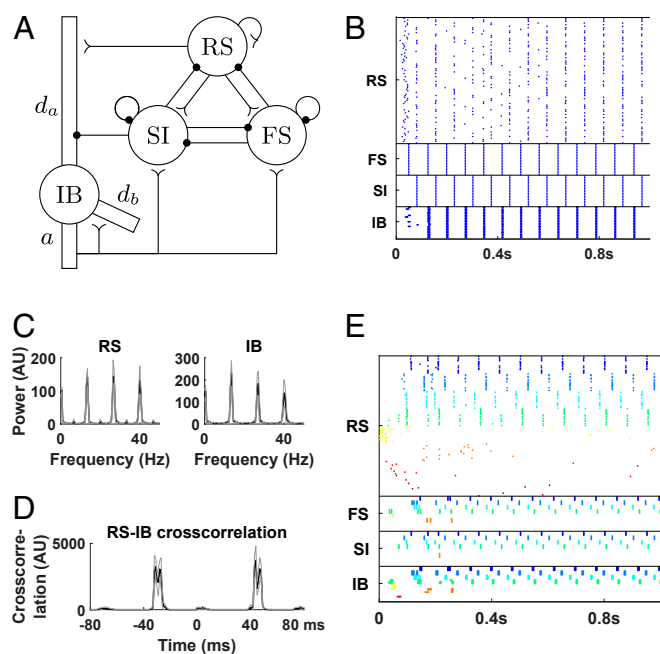 A
RS
SI
FS
IB
d_a
d_b
a
B
RS
FS
SI
IB
0
0.4s
0.8s
C
RS
IB
Power (AU)
200
100
0
300
200
100
0
0
20
40
0
20
40
Frequency (Hz)
Frequency (Hz)
D
RS-IB crosscorrelation
Crosscorre-
lation (AU)
5000
0
-80
-40
0
40
80 ms
Time (ms)
E
RS
FS
SI
IB
0
0.4s
0.8s